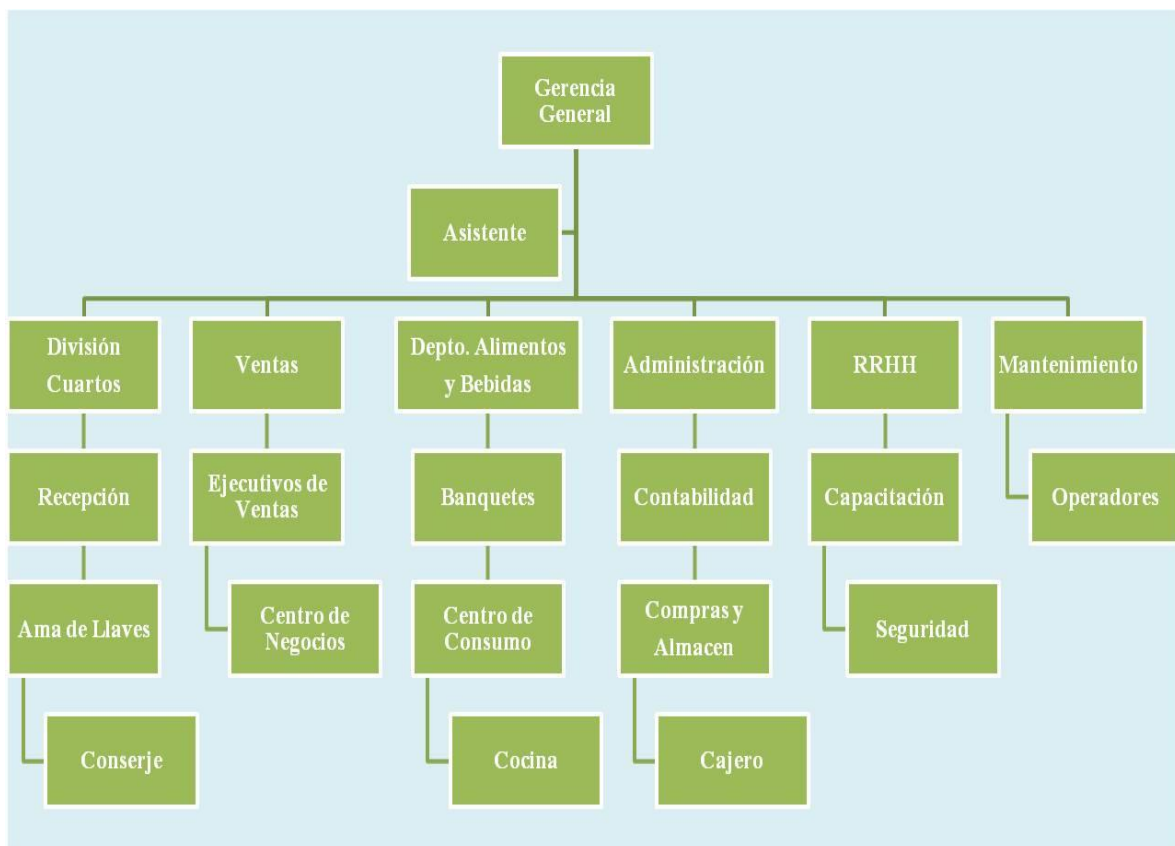 Gerencia
General
Asistente
División
Cuartos
Ventas
Depto. Alimentos
y Bebidas
Administración
RRHH
Mantenimiento
Recepción
Ejecutivos de
Ventas
Banquetes
Contabilidad
Capacitación
Operadores
Ama de Llaves
Centro de
Negocios
Centro de
Consumo
Compras y
Almacen
Seguridad
Conserje
Cocina
Cajero